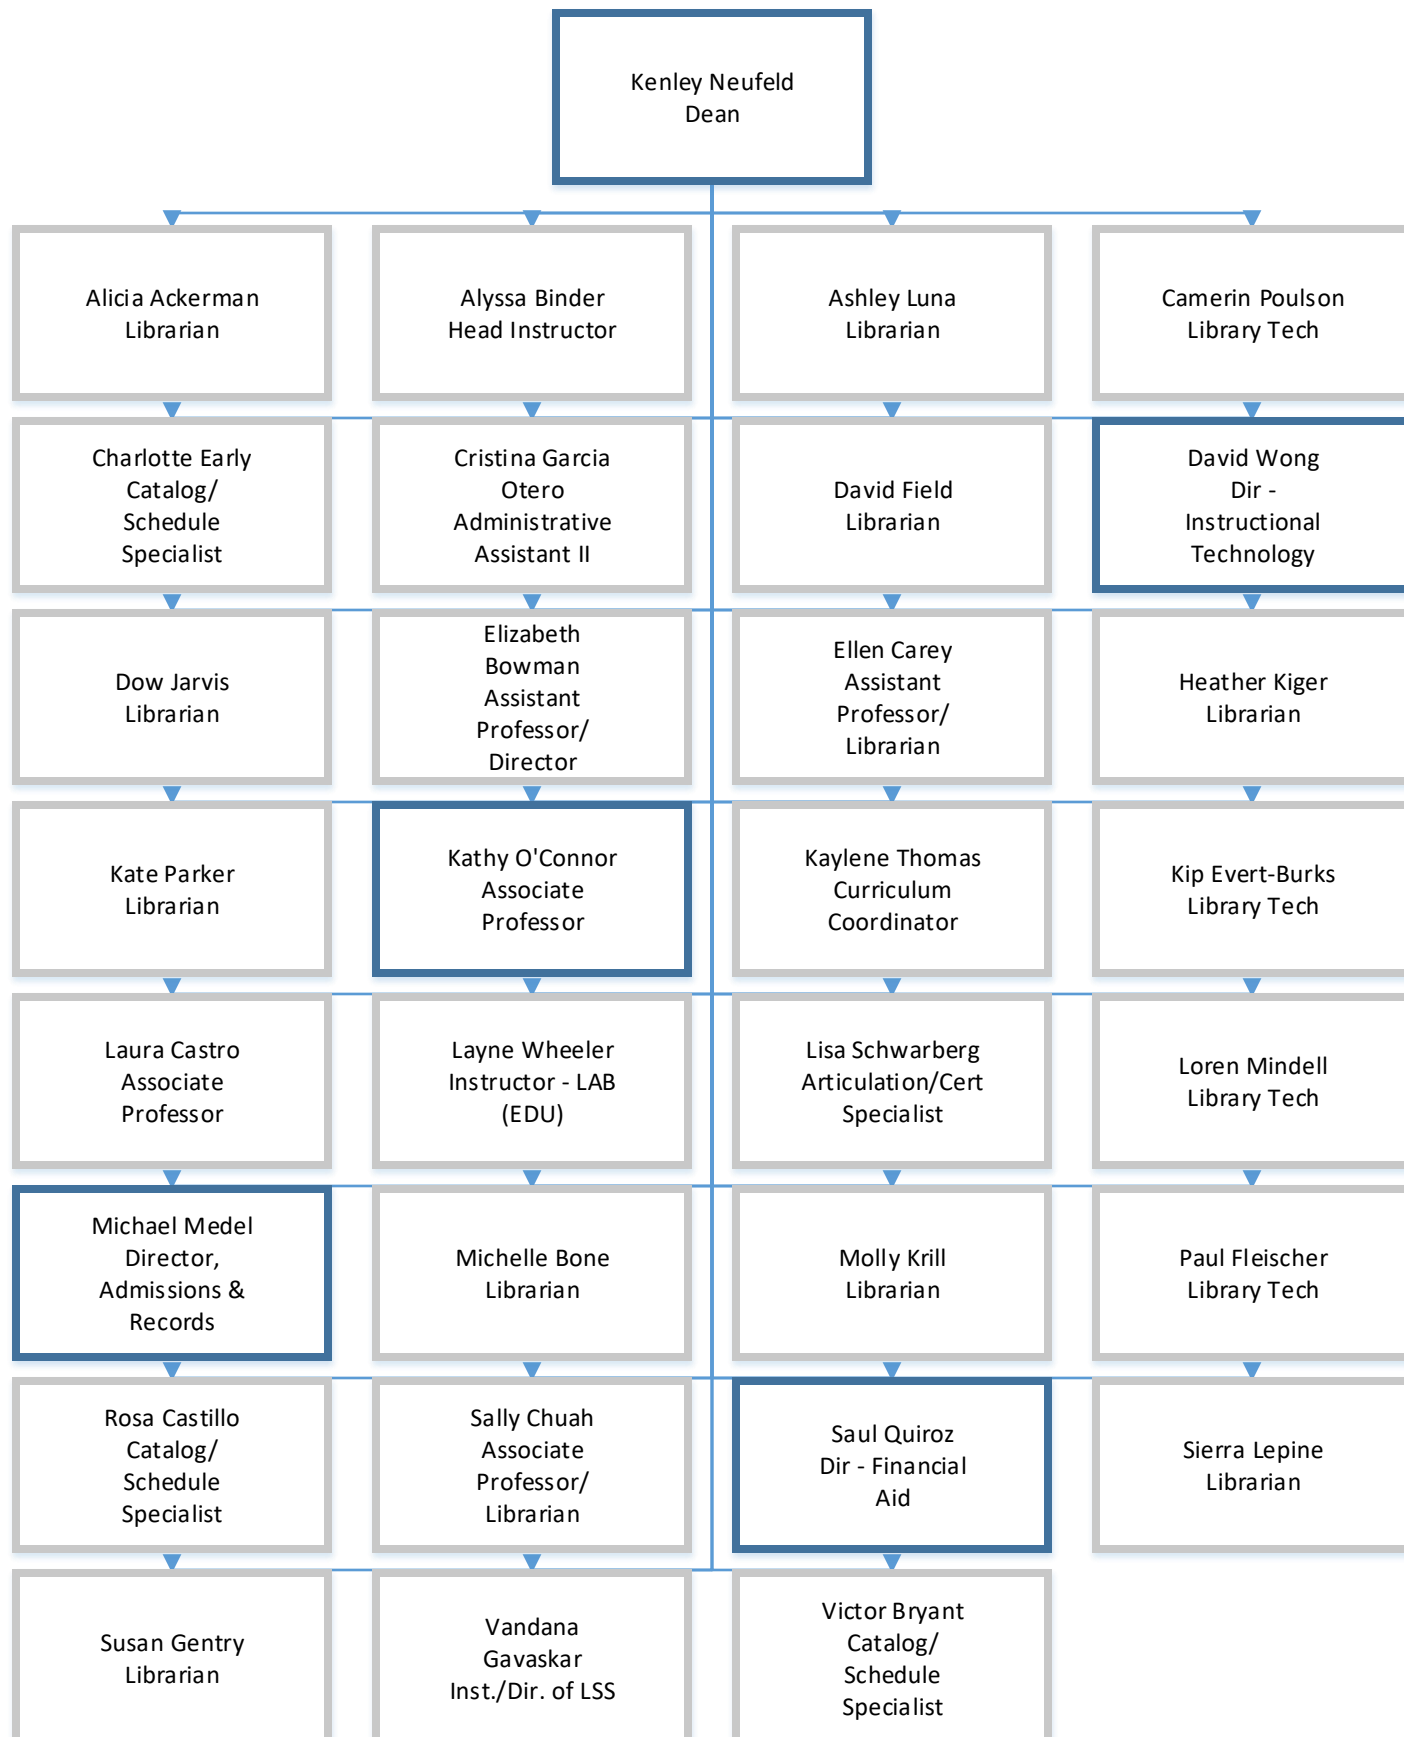 Kenley Neufeld
Dean
Alicia Ackerman
Librarian
Alyssa Binder
Head Instructor
Ashley Luna
Librarian
Camerin Poulson
Library Tech
Charlotte Early
Catalog/
Schedule
Specialist
Cristina Garcia
Otero
Administrative
Assistant II
David Field
Librarian
David Wong
Dir -
Instructional
Technology
Dow Jarvis
Librarian
Elizabeth
Bowman
Assistant
Professor/
Director
Ellen Carey
Assistant
Professor/
Librarian
Heather Kiger
Librarian
Kate Parker
Librarian
Kathy O'Connor
Associate
Professor
Kaylene Thomas
Curriculum
Coordinator
Kip Evert-Burks
Library Tech
Laura Castro
Associate
Professor
Layne Wheeler
Instructor - LAB
(EDU)
Lisa Schwarberg
Articulation/Cert
Specialist
Loren Mindell
Library Tech
Michael Medel
Director,
Admissions &
Records
Michelle Bone
Librarian
Molly Krill
Librarian
Paul Fleischer
Library Tech
Rosa Castillo
Catalog/
Schedule
Specialist
Sally Chuah
Associate
Professor/
Librarian
Saul Quiroz
Dir - Financial
Aid
Sierra Lepine
Librarian
Susan Gentry
Librarian
Vandana
Gavaskar
Inst./Dir. of LSS
Victor Bryant
Catalog/
Schedule
Specialist